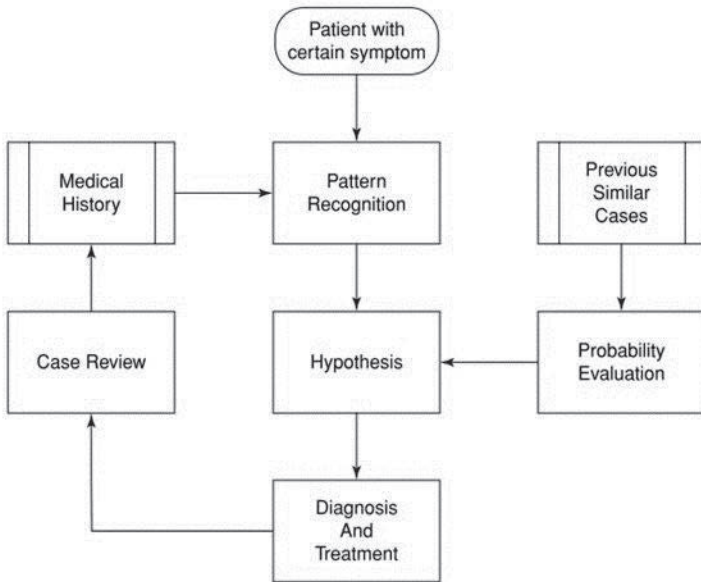 Patient with
certain symptom
Medical
History
Pattern
Recognition
Previous
Similar
Cases
Case Review
Hypothesis
Probability
Evaluation
Diagnosis
And
Treatment